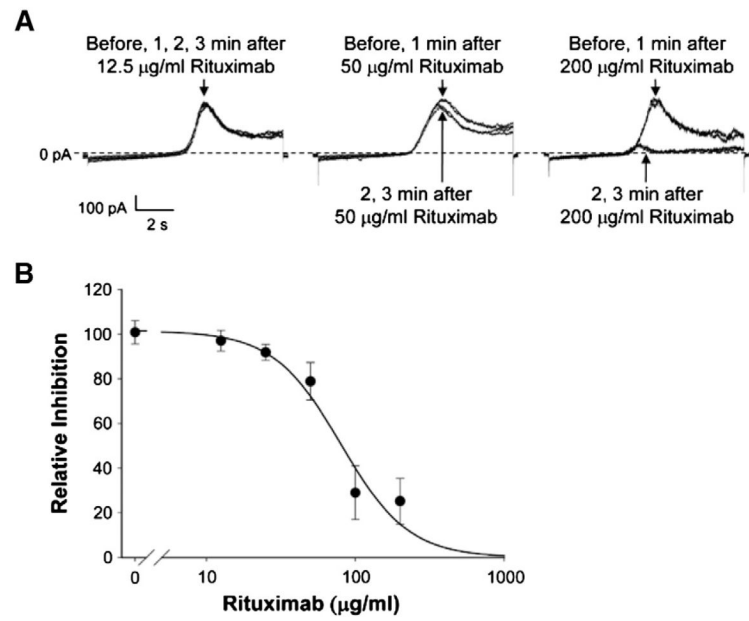 A
Before, 1, 2, 3 min after
12.5 μg/ml Rituximab
Before, 1 min after
50 μg/ml Rituximab
Before, 1 min after
200 μg/ml Rituximab
0 pA
100 pA
2 s
2, 3 min after
50 μg/ml Rituximab
2, 3 min after
200 μg/ml Rituximab
B
120
100
80
60
40
20
0
Relative Inhibition
0
10
100
1000
Rituximab (μg/ml)